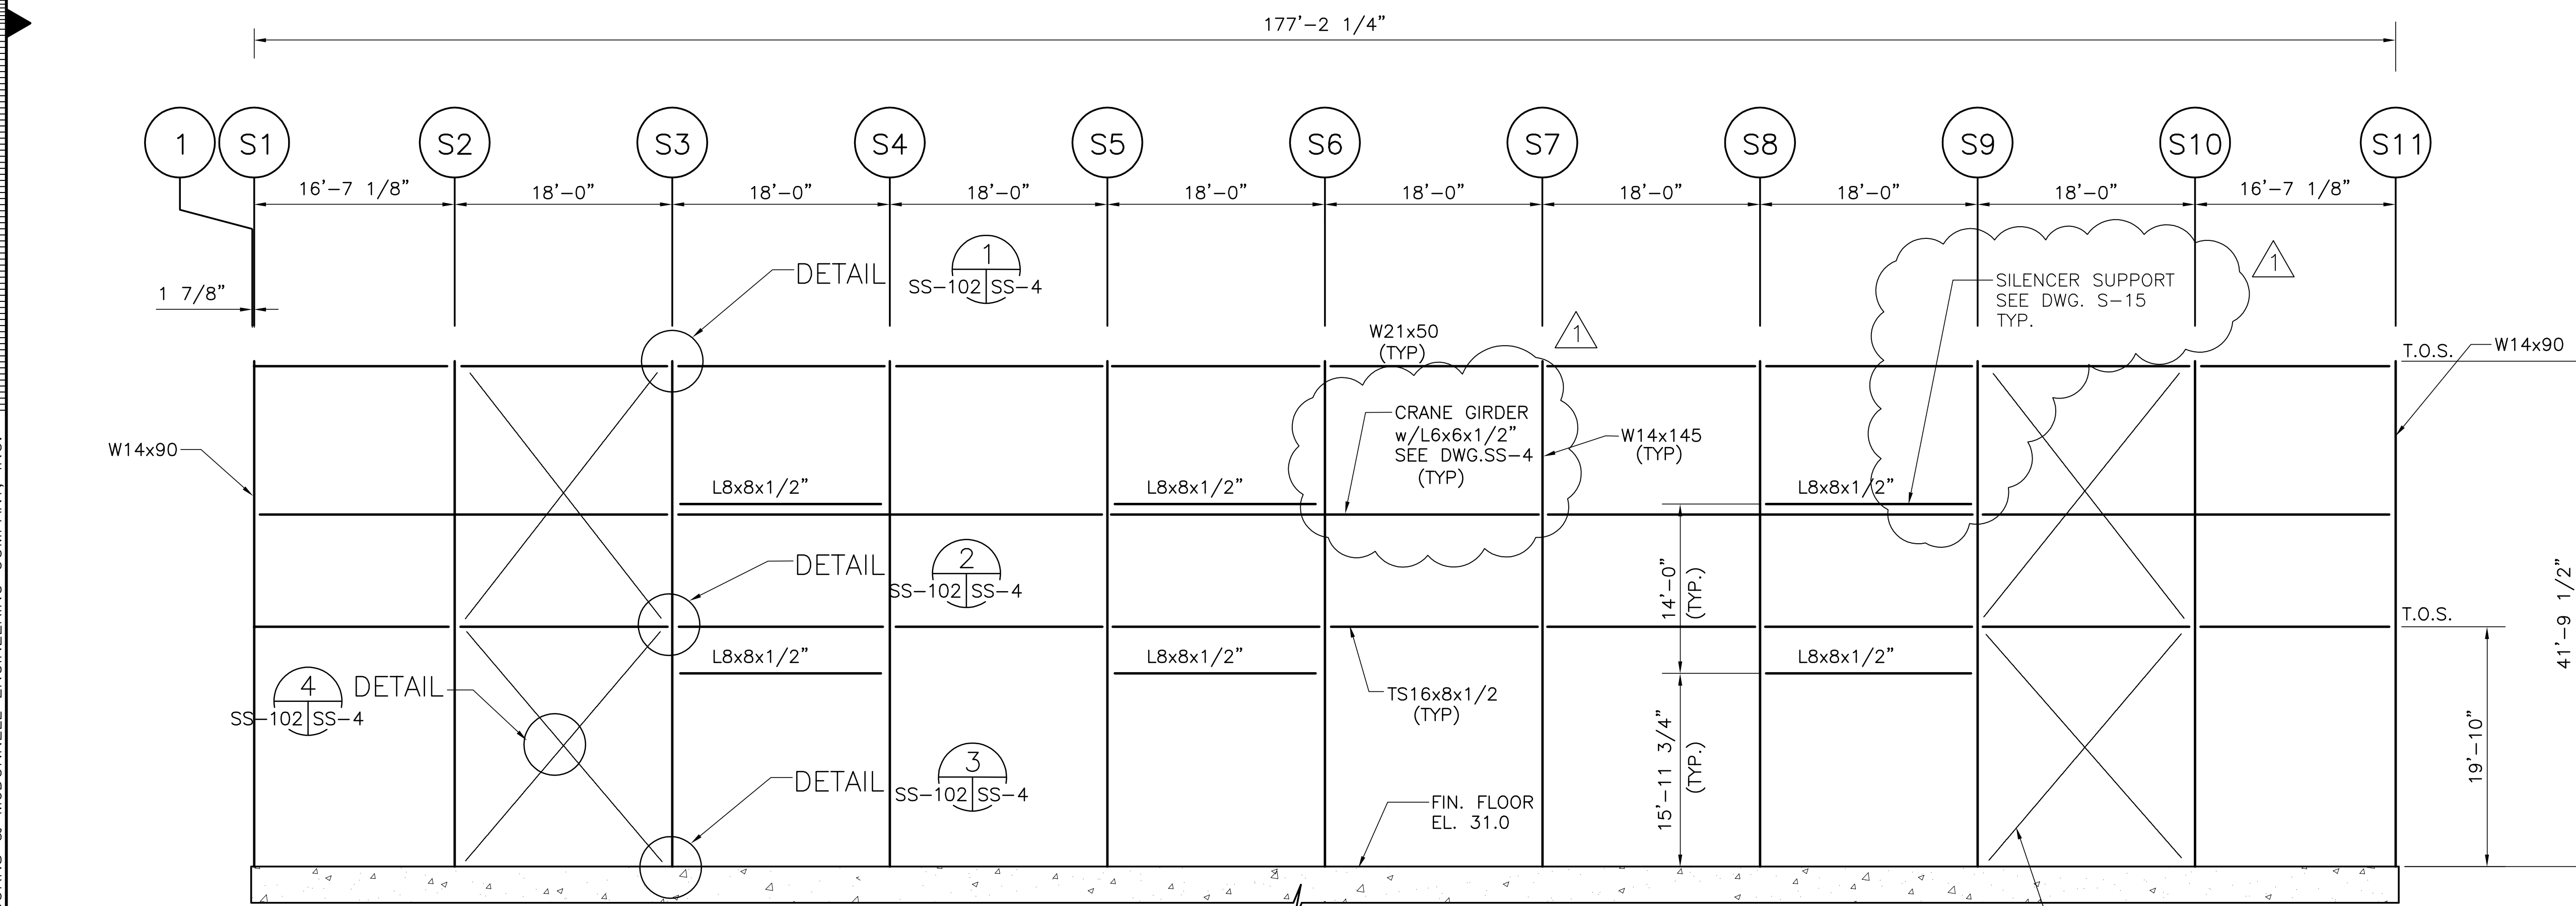 177'-2 1/4"
1
S1
S2
S3
S4
S5
S6
S7
S8
S9
S10
S11
16'-7 1/8"
18'-0"
18'-0"
18'-0"
18'-0"
18'-0"
18'-0"
18'-0"
18'-0"
16'-7 1/8"
1 7/8"
DETAIL
1
SS-102 SS-4
SILENCER SUPPORT
SEE DWG. S-15
TYP.
1
W21x50
(TYP)
1
T.O.S.
W14x90
W14x90
CRANE GIRDER
w/L6x6x1/2"
SEE DWG.SS-4
(TYP)
W14x145
(TYP)
L8x8x1/2"
L8x8x1/2"
L8x8x1/2"
DETAIL
2
SS-102 SS-4
14'-0"
(TYP.)
T.O.S.
41'-9 1/2"
L8x8x1/2"
L8x8x1/2"
L8x8x1/2"
4
SS-102 SS-4
DETAIL
TS16x8x1/2
(TYP)
15'-11 3/4"
(TYP.)
19'-10"
DETAIL
3
SS-102 SS-4
FIN. FLOOR
EL. 31.0